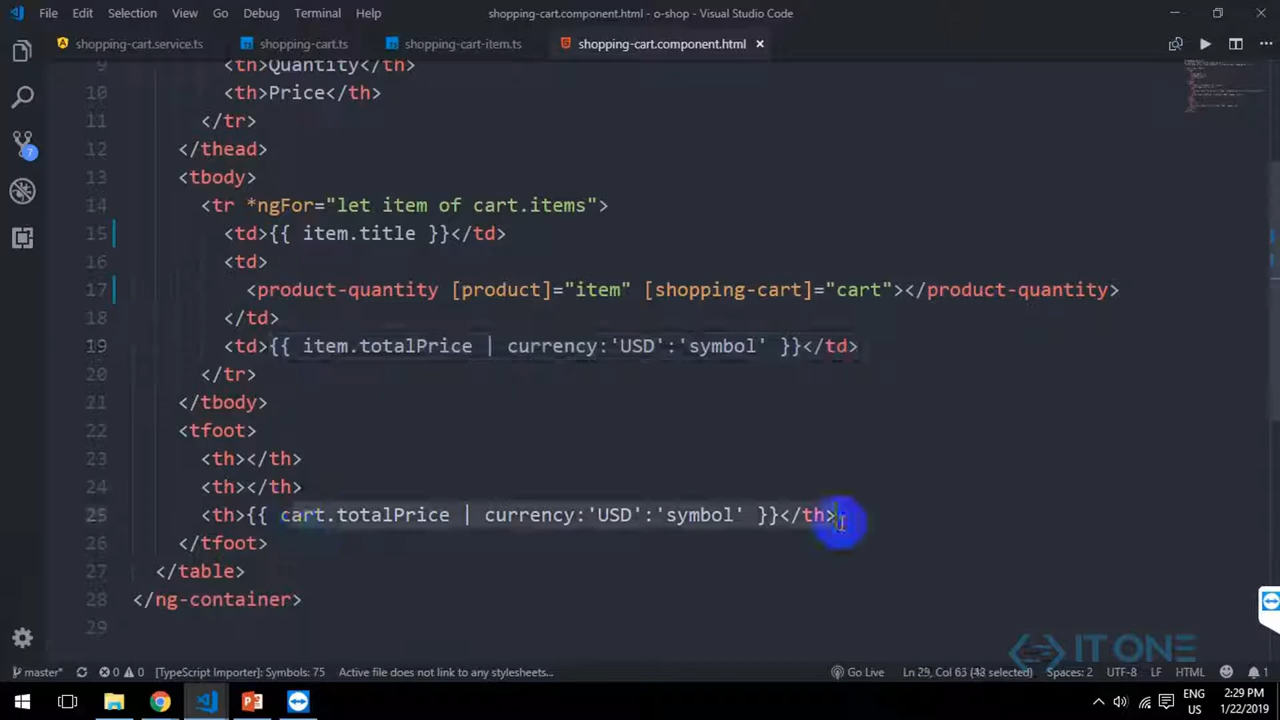 File Edit Selection View Go Debug Terminal Help shopping-cart.component.html - o-shop - Visual Studio Code
shopping-cart.service.ts shopping-cart.ts shopping-cart-item.ts shopping-cart.component.html
9 <th>Quantity</th>
10 <th>Price</th>
11 </tr>
12 </thead>
13 <tbody>
14 <tr *ngFor="let item of cart.items">
15 <td>{{ item.title }}</td>
16 <td>
17 <product-quantity [product]="item" [shopping-cart]="cart"></product-quantity>
18 </td>
19 <td>{{ item.totalPrice | currency:'USD':'symbol' }}</td>
20 </tr>
21 </tbody>
22 <tfoot>
23 <th></th>
24 <th></th>
25 <th>{{ cart.totalPrice | currency:'USD':'symbol' }}</th>
26 </tfoot>
27 </table>
28 </ng-container>
29
7
IT ONE
master* 0 0 [TypeScript Importer]: Symbols: 75 Active file does not link to any stylesheets... Go Live Spaces: 2 UTF-8 LF HTML 1
ENG 2:29 PM
US 1/22/2019